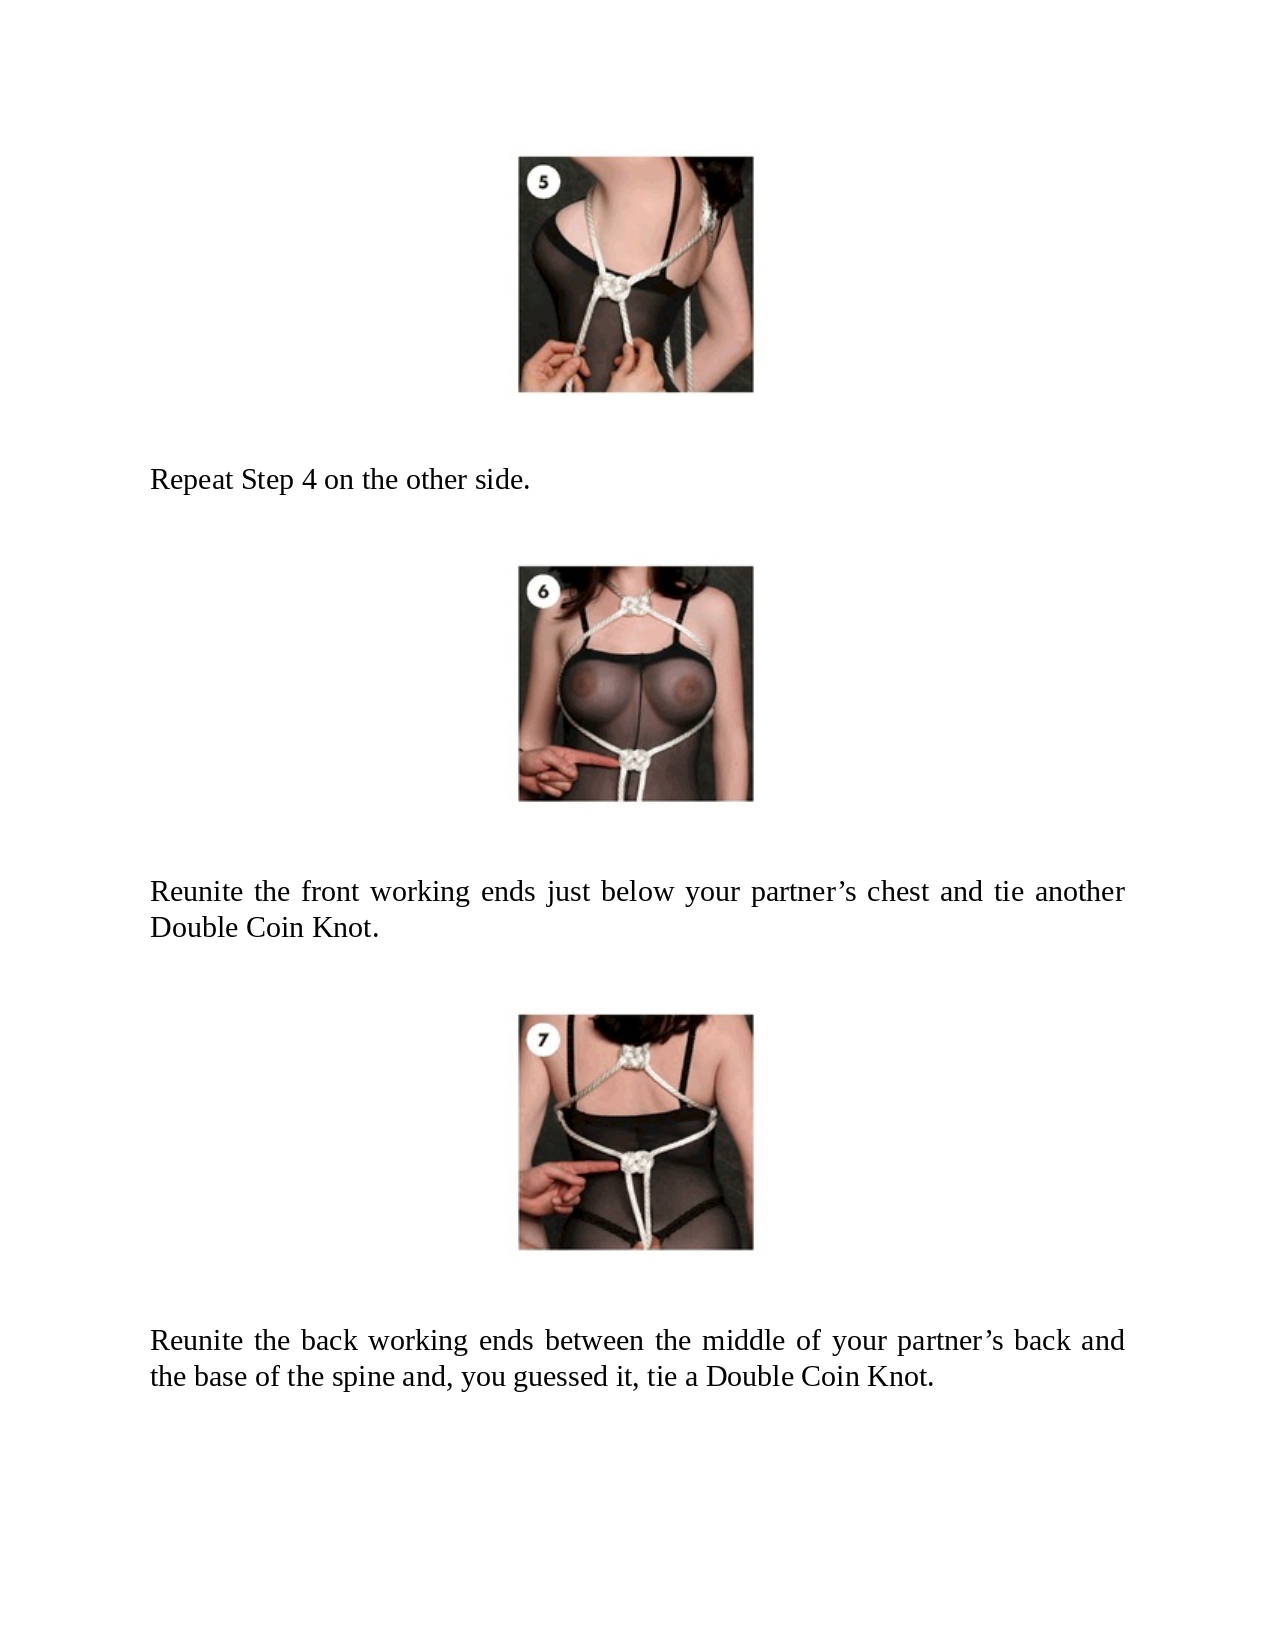 5
Repeat Step 4 on the other side.
6
Reunite the front working ends just below your partner’s chest and tie another
Double Coin Knot.
7
Reunite the back working ends between the middle of your partner’s back and
the base of the spine and, you guessed it, tie a Double Coin Knot.